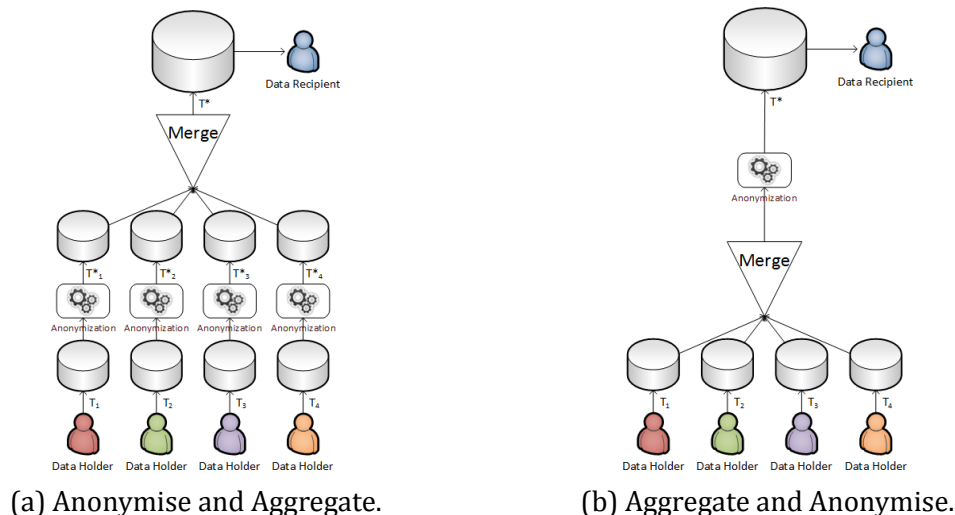 Data Recipient
T*
Merge
T*1 T*2 T*3 T*4
Anonymization Anonymization Anonymization Anonymization
T1 T2 T3 T4
Data Holder Data Holder Data Holder Data Holder
(a) Anonymise and Aggregate.
Data Recipient
T*
Anonymization
Merge
T1 T2 T3 T4
Data Holder Data Holder Data Holder Data Holder
(b) Aggregate and Anonymise.